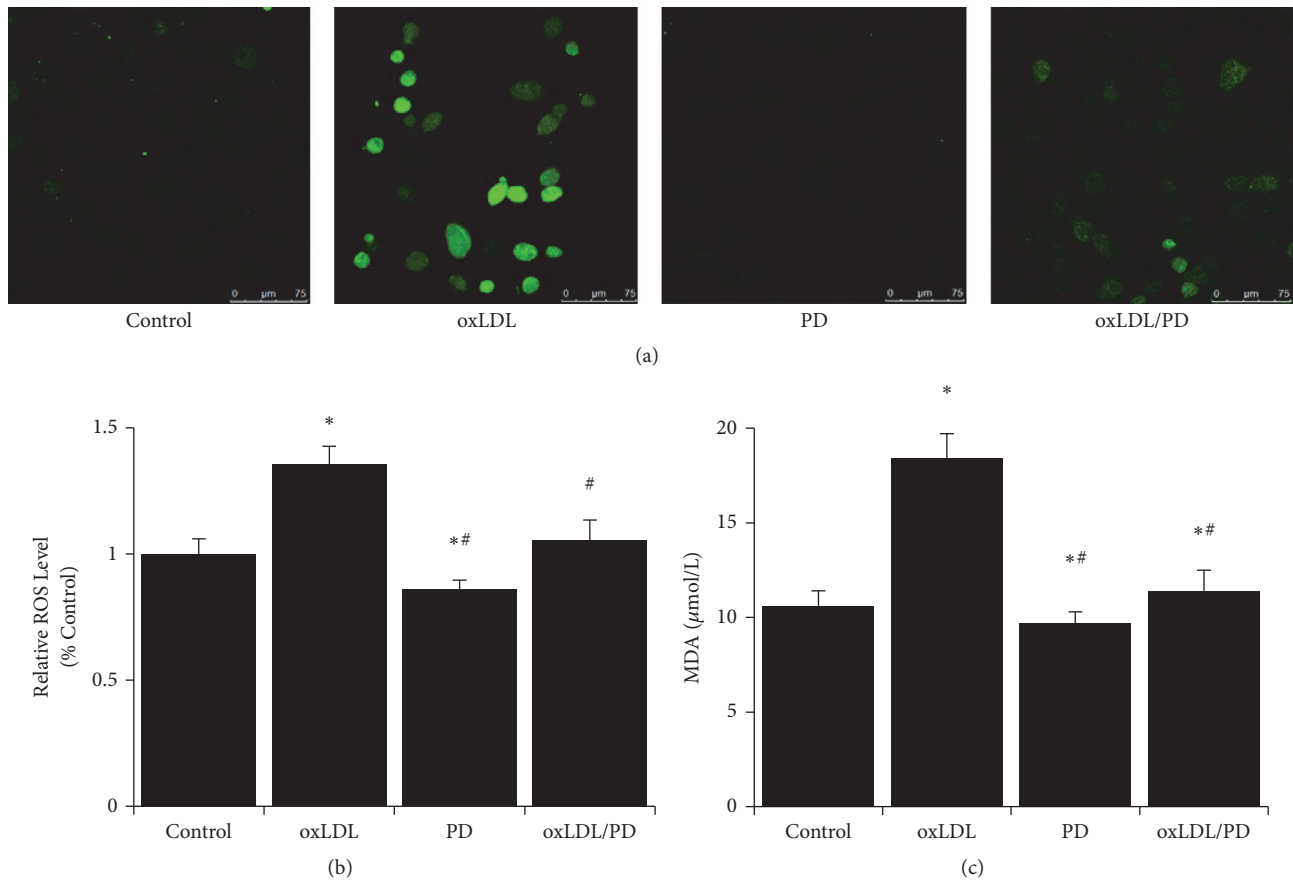 0 μm 75
0 μm 75
0 μm 75
0 μm 75
Control
oxLDL
PD
oxLDL/PD
(a)
Relative ROS Level
(% Control)
1.5
1
0.5
0
*
*#
#
Control
oxLDL
PD
oxLDL/PD
(b)
MDA (μmol/L)
20
15
10
5
0
*
*#
*#
Control
oxLDL
PD
oxLDL/PD
(c)